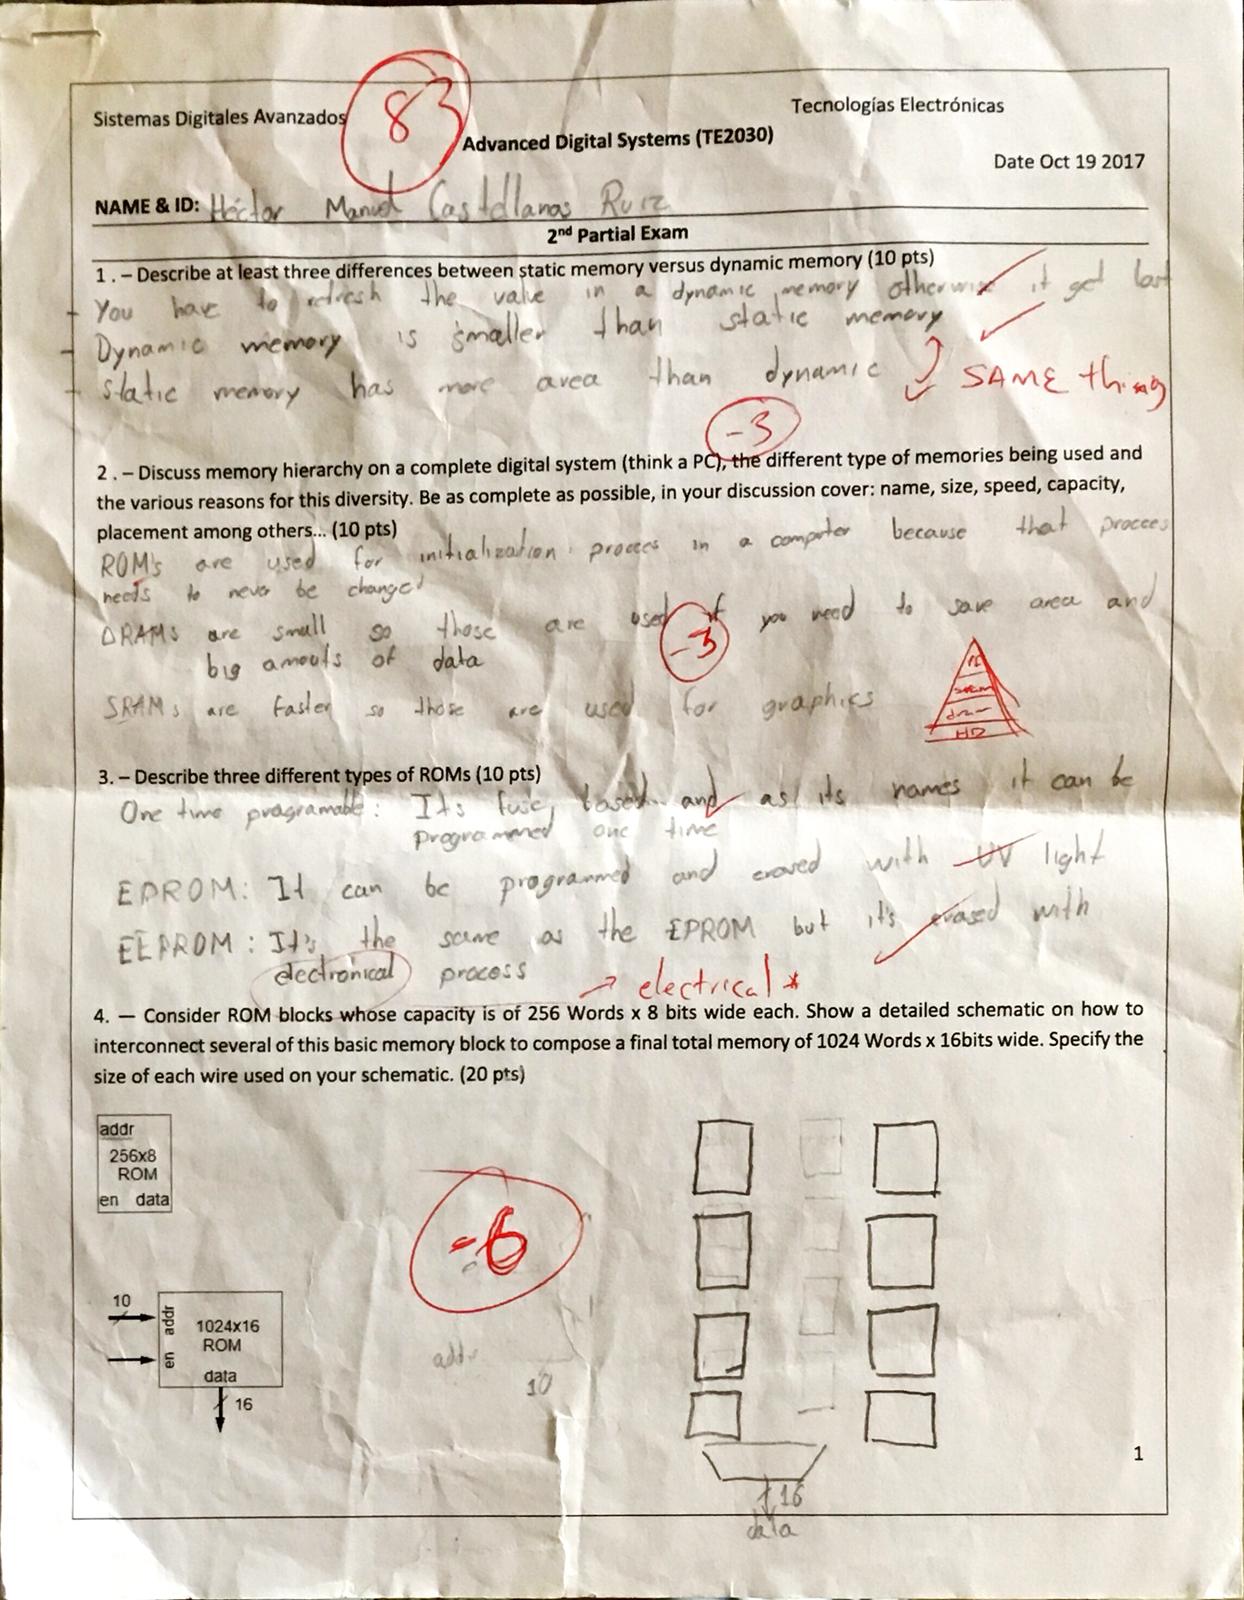 Sistemas Digitales Avanzados
Tecnologías Electrónicas
83
Advanced Digital Systems (TE2030)
Date Oct 19 2017
NAME & ID: Héctor Manuel Castellanos Ruiz
2nd Partial Exam
1 . – Describe at least three differences between static memory versus dynamic memory (10 pts)
- You have to refresh the value in a dynamic memory otherwise it get lost
- Dynamic memory is smaller than static memory
- Static memory has more area than dynamic
SAME thing
-3
2 . – Discuss memory hierarchy on a complete digital system (think a PC), the different type of memories being used and
the various reasons for this diversity. Be as complete as possible, in your discussion cover: name, size, speed, capacity,
placement among others... (10 pts)
ROM's are used for initialization process in a computer because that procces
needs to never be changed
DRAMs are small so those are used if you need to save area and
big amouts of data
-3
SRAMs are faster so those are used for graphics
HD
3. – Describe three different types of ROMs (10 pts)
One time programable: It's fuse based and as its names it can be
programmed one time
EPROM: It can be programmed and erased with UV light
EEPROM: It's the same as the EPROM but it's erased with
electronical process
→ electrical *
4. — Consider ROM blocks whose capacity is of 256 Words x 8 bits wide each. Show a detailed schematic on how to
interconnect several of this basic memory block to compose a final total memory of 1024 Words x 16bits wide. Specify the
size of each wire used on your schematic. (20 pts)
addr
256x8
ROM
en data
-6
10
addr
en
1024x16
ROM
data
16
addr
10
16
data
1